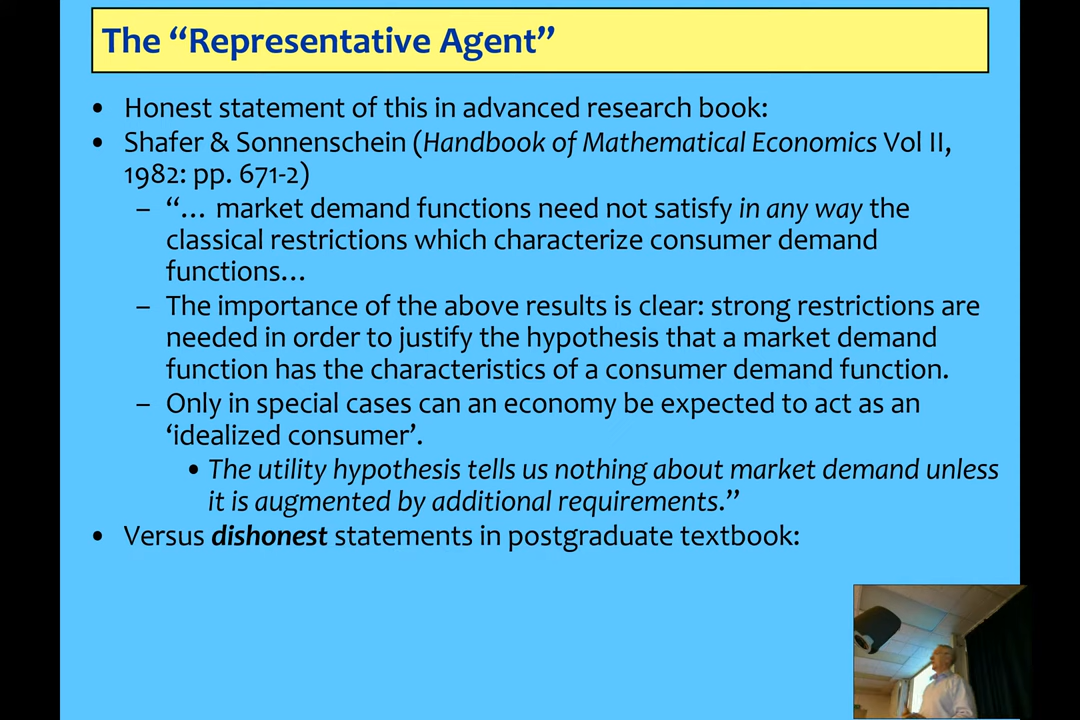 The “Representative Agent”
• Honest statement of this in advanced research book:
• Shafer & Sonnenschein (Handbook of Mathematical Economics Vol II,
1982: pp. 671-2)
– “… market demand functions need not satisfy in any way the
classical restrictions which characterize consumer demand
functions…
– The importance of the above results is clear: strong restrictions are
needed in order to justify the hypothesis that a market demand
function has the characteristics of a consumer demand function.
– Only in special cases can an economy be expected to act as an
‘idealized consumer’.
• The utility hypothesis tells us nothing about market demand unless
it is augmented by additional requirements.”
• Versus dishonest statements in postgraduate textbook: